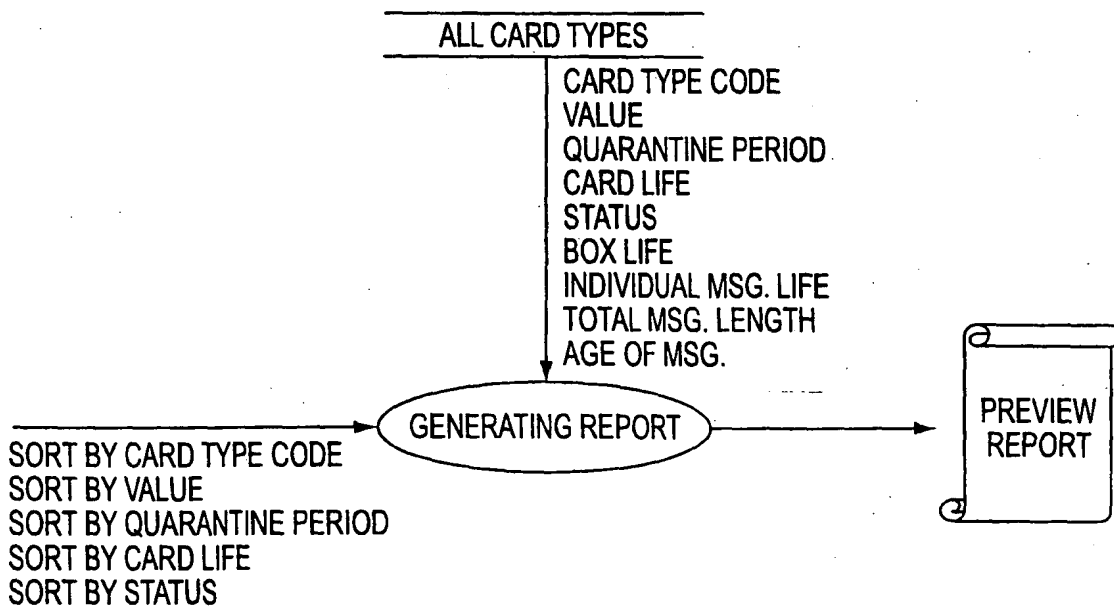 ALL CARD TYPES
CARD TYPE CODE
VALUE
QUARANTINE PERIOD
CARD LIFE
STATUS
BOX LIFE
INDIVIDUAL MSG. LIFE
TOTAL MSG. LENGTH
AGE OF MSG.
GENERATING REPORT
PREVIEW
REPORT
SORT BY CARD TYPE CODE
SORT BY VALUE
SORT BY QUARANTINE PERIOD
SORT BY CARD LIFE
SORT BY STATUS